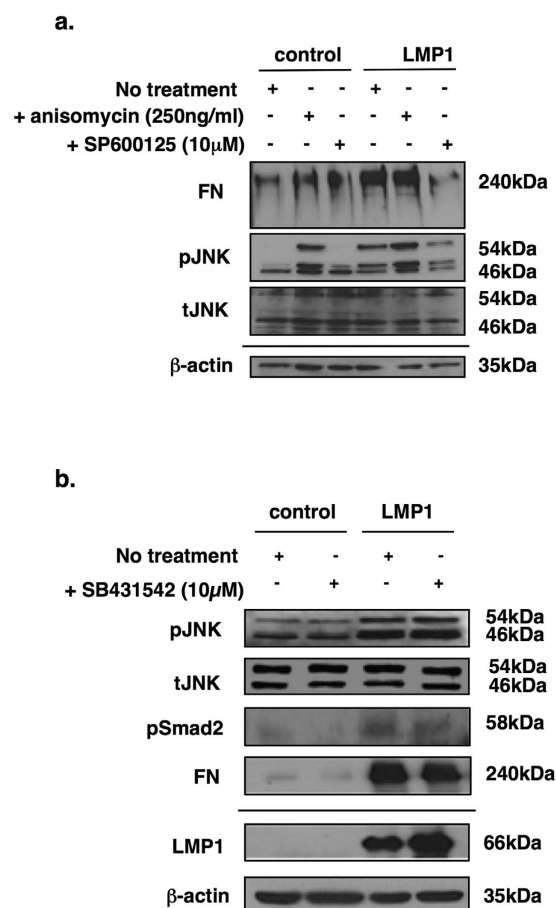 a.
control LMP1
No treatment + - - + - -
+ anisomycin (250ng/ml) - + - - + -
+ SP600125 (10μM) - - + - - +
FN 240kDa
pJNK 54kDa
46kDa
tJNK 54kDa
46kDa
β-actin 35kDa
b.
control LMP1
No treatment + - + -
+ SB431542 (10μM) - + - +
pJNK 54kDa
46kDa
tJNK 54kDa
46kDa
pSmad2 58kDa
FN 240kDa
LMP1 66kDa
β-actin 35kDa